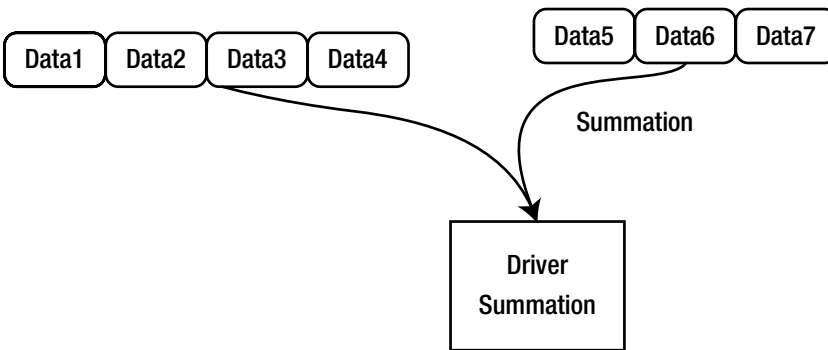 Data1 Data2 Data3 Data4
Data5 Data6 Data7
Summation
Driver
Summation